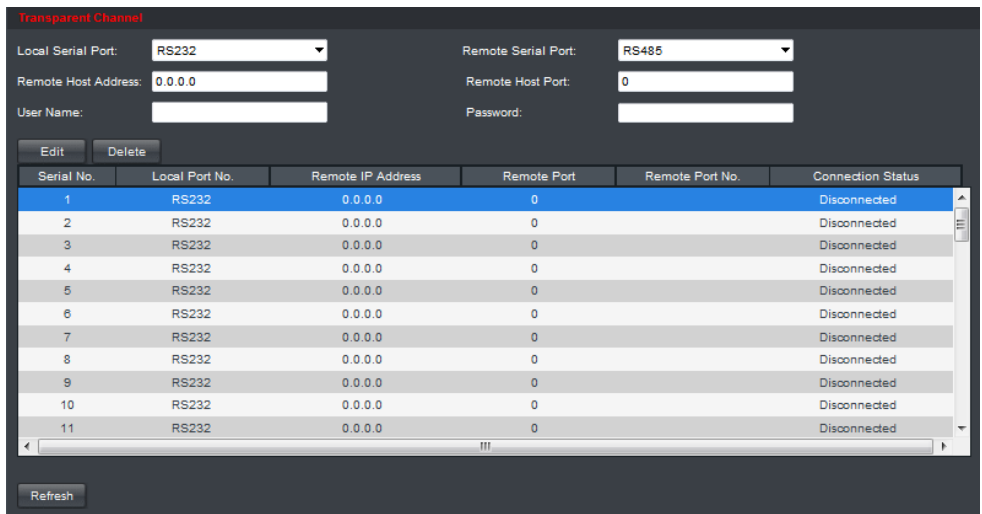 Transparent Channel
Local Serial Port: RS232 Remote Serial Port: RS485
Remote Host Address: 0.0.0.0 Remote Host Port: 0
User Name: Password:
Edit Delete
Serial No. Local Port No. Remote IP Address Remote Port Remote Port No. Connection Status
1 RS232 0.0.0.0 0 Disconnected
2 RS232 0.0.0.0 0 Disconnected
3 RS232 0.0.0.0 0 Disconnected
4 RS232 0.0.0.0 0 Disconnected
5 RS232 0.0.0.0 0 Disconnected
6 RS232 0.0.0.0 0 Disconnected
7 RS232 0.0.0.0 0 Disconnected
8 RS232 0.0.0.0 0 Disconnected
9 RS232 0.0.0.0 0 Disconnected
10 RS232 0.0.0.0 0 Disconnected
11 RS232 0.0.0.0 0 Disconnected
Refresh